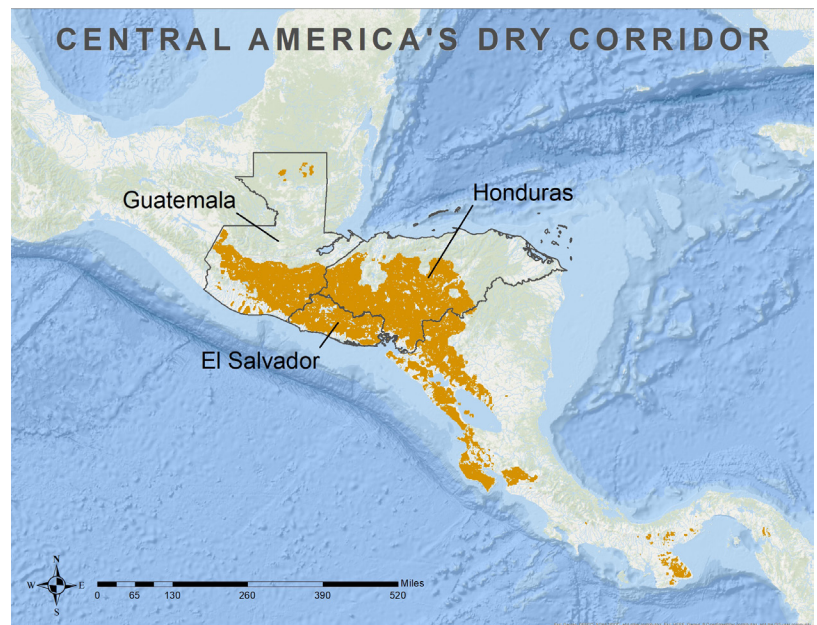 CENTRAL AMERICA'S DRY CORRIDOR
Honduras
Guatemala
El Salvador
N
W E
S
Miles
0 65 130 260 390 520